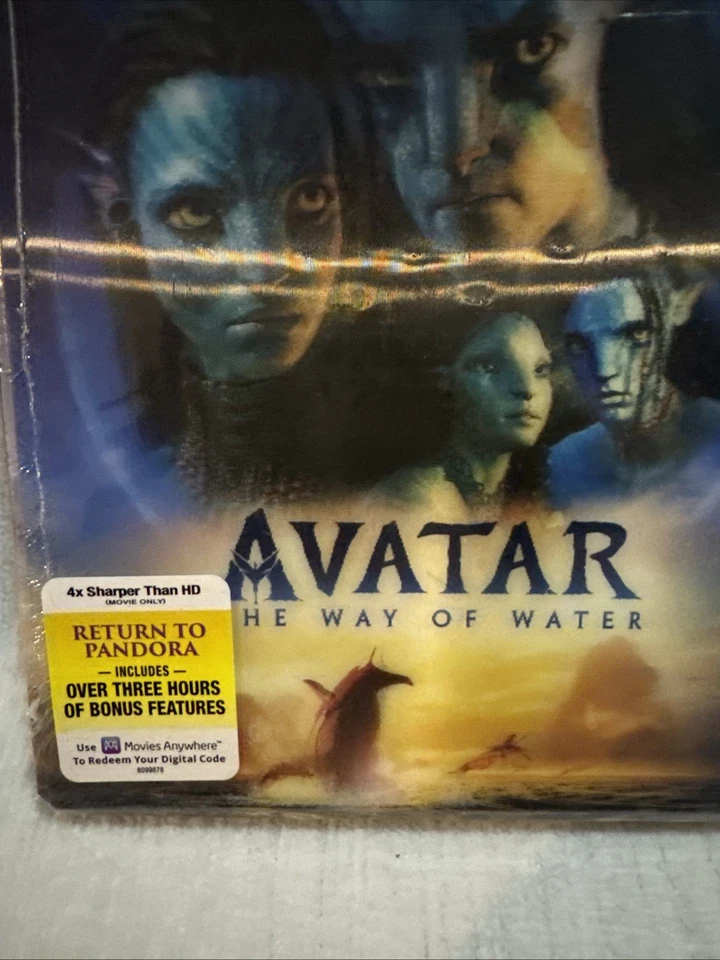 AVATAR
HE WAY OF WATER
4x Sharper Than HD
(MOVIE ONLY)
RETURN TO
PANDORA
— INCLUDES —
OVER THREE HOURS
OF BONUS FEATURES
Use MA Movies Anywhere™
To Redeem Your Digital Code